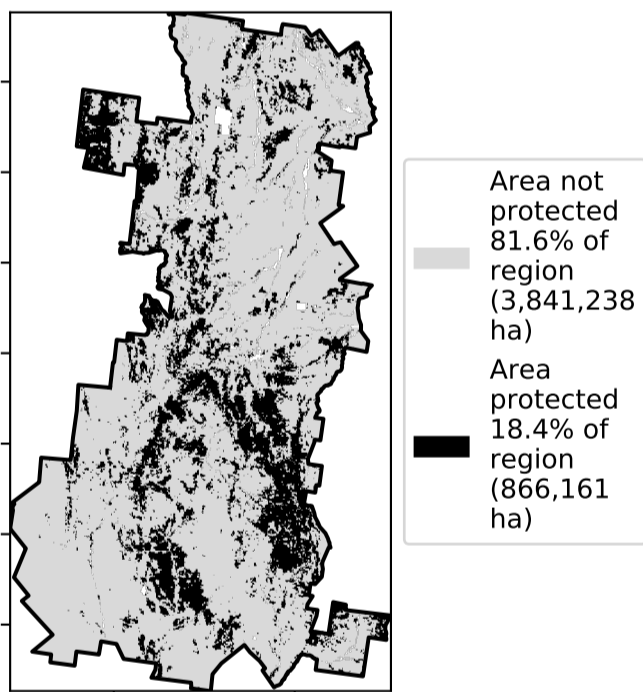 Area not
protected
81.6% of
region
(3,841,238
ha)
Area
protected
18.4% of
region
(866,161
ha)